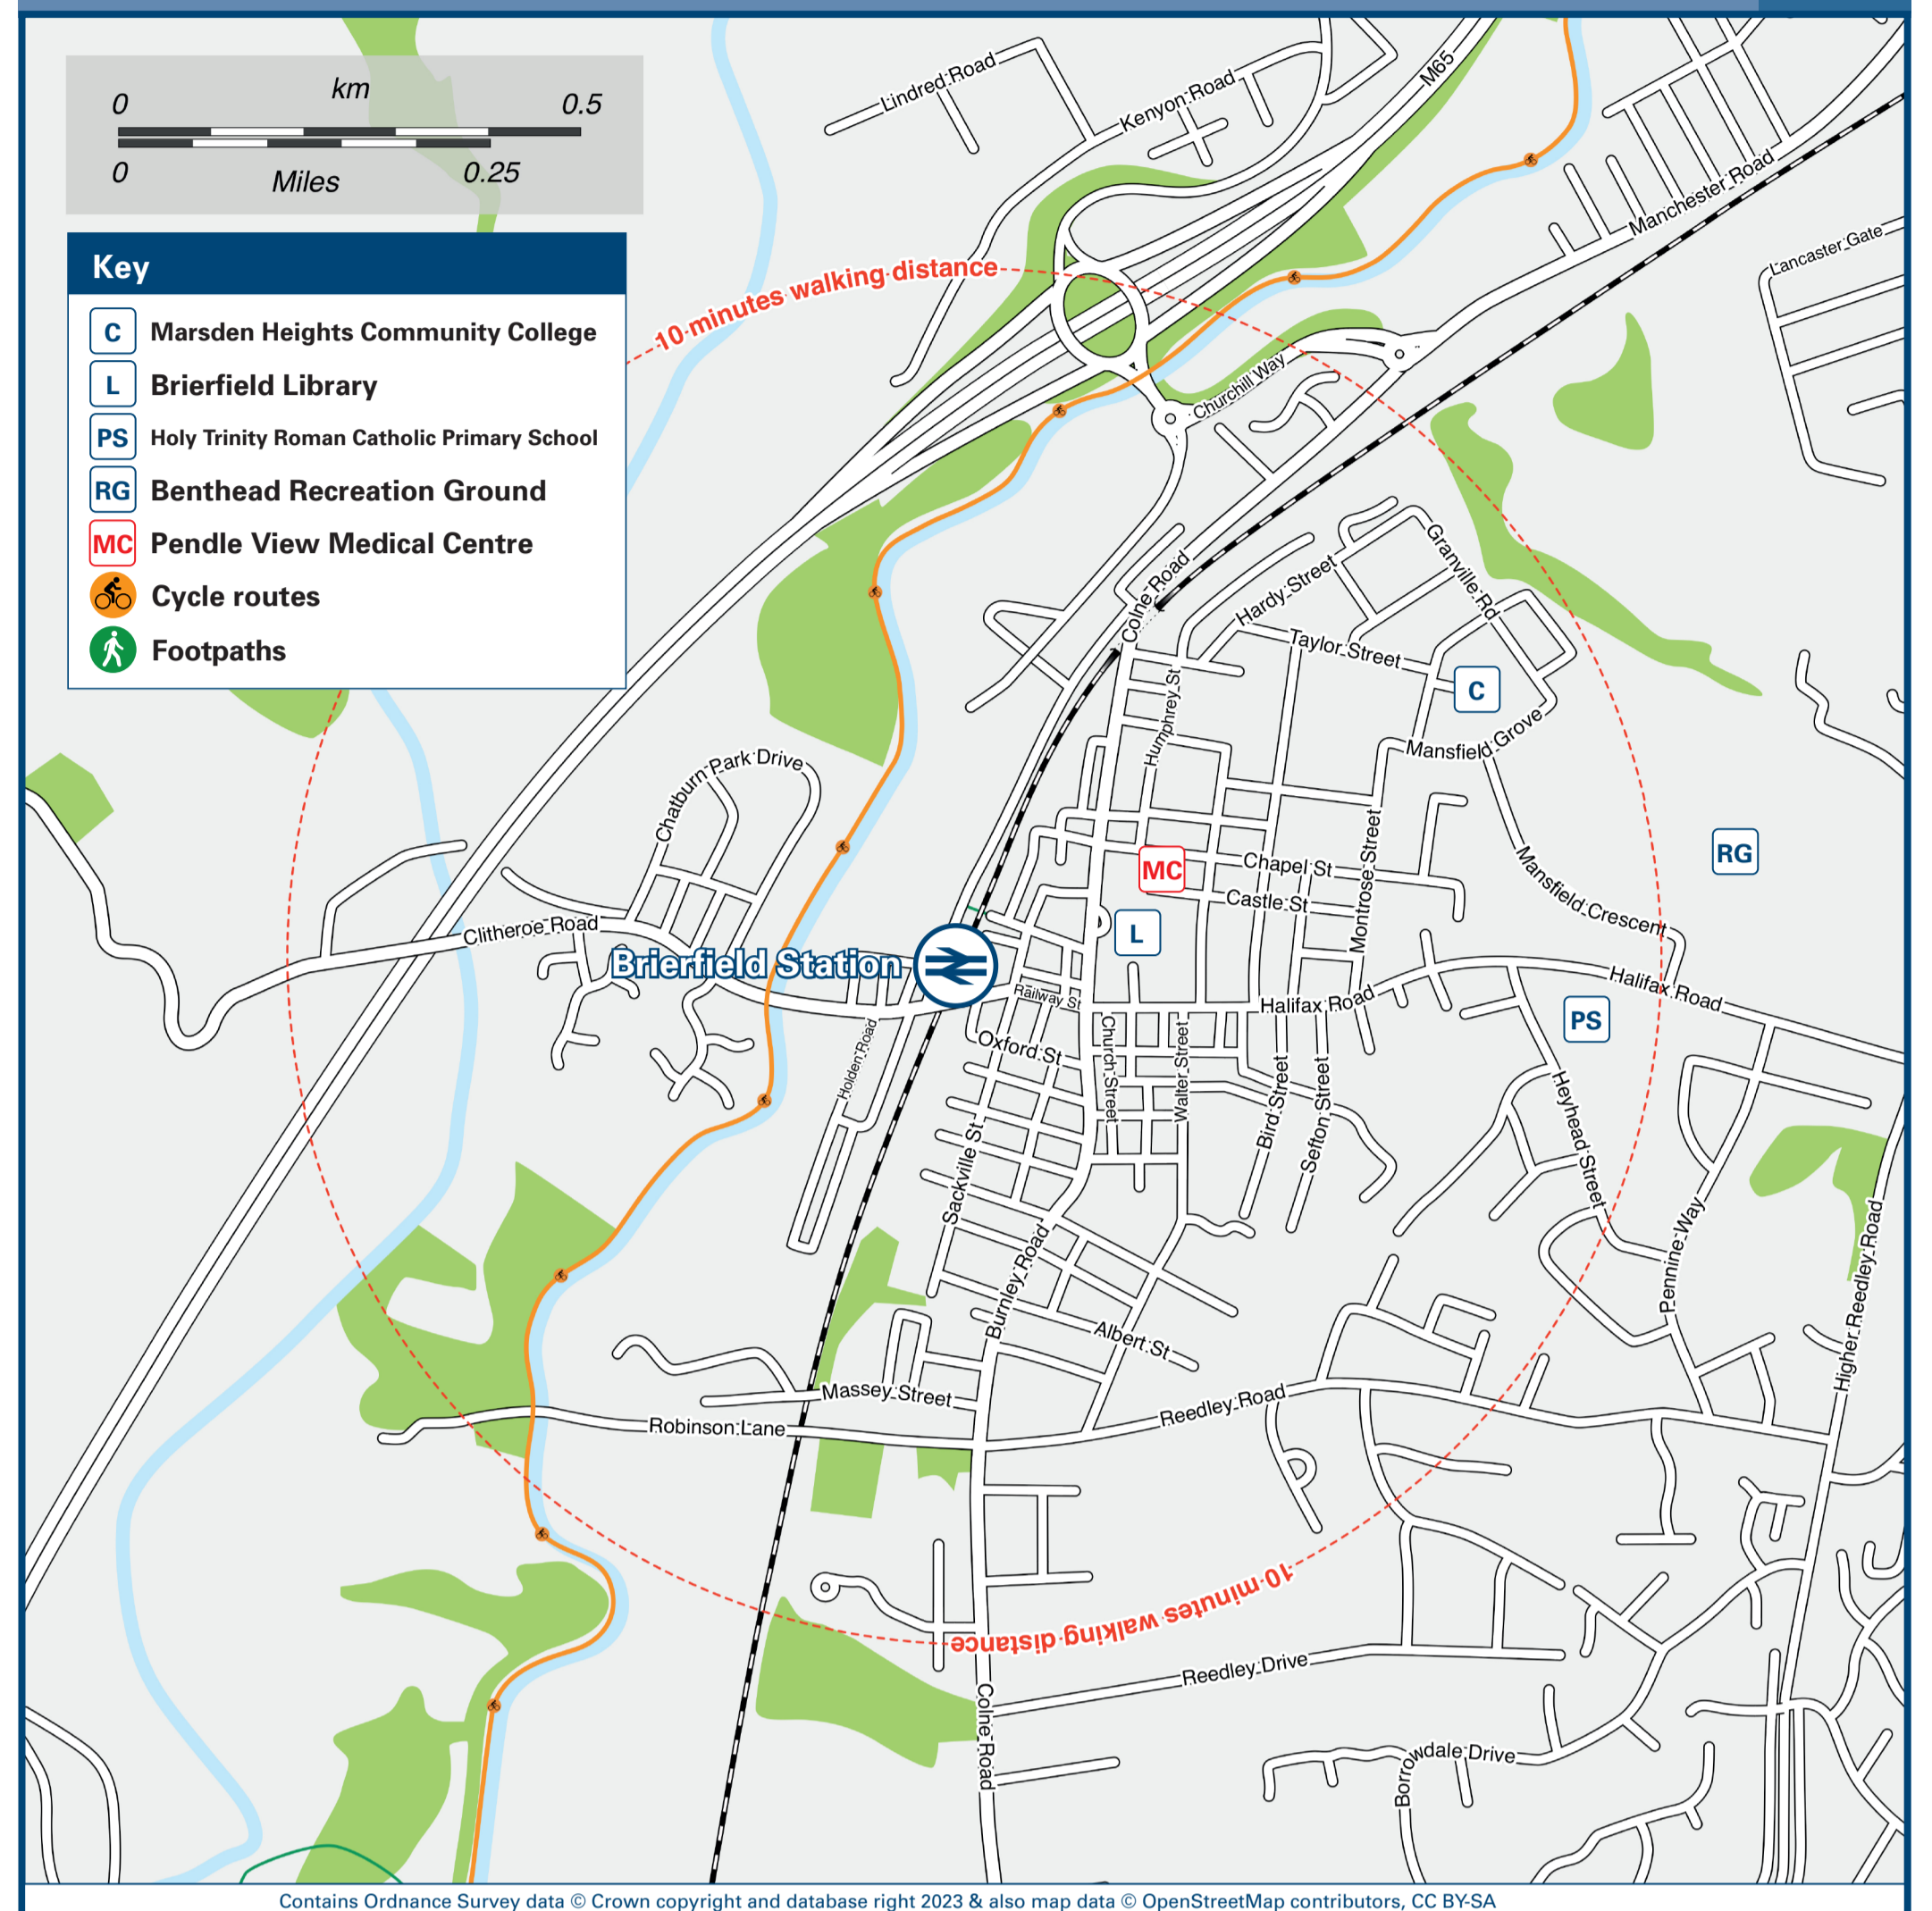 km
0 0.5
0 Miles 0.25
Key
C Marsden Heights Community College
L Brierfield Library
PS Holy Trinity Roman Catholic Primary School
RG Benthead Recreation Ground
MC Pendle View Medical Centre
Cycle routes
Footpaths
Lindred Road
Kenyon Road
M65
Manchester Road
Lancaster Gate
10 minutes walking distance
Churchill Way
Colne Road
Hardy Street
Granville Rd
Taylor Street
C
Humphrey St
Mansfield Grove
Chatburn Park Drive
MC
Chapel St
Castle St
Montrose Street
Mansfield Crescent
RG
L
Clitheroe Road
Brierfield Station
Railway St
Halifax Road
Halifax Road
PS
Holden Road
Oxford St
Church Street
Walter Street
Bird Street
Sefton Street
Heyhead Street
Sackville St
Burnley Road
Pennine Way
Higher Reedley Road
Albert St
Massey Street
Robinson Lane
Reedley Road
10 minutes walking distance
Reedley Drive
Colne Road
Borrowdale Drive
Contains Ordnance Survey data © Crown copyright and database right 2023 & also map data © OpenStreetMap contributors, CC BY-SA